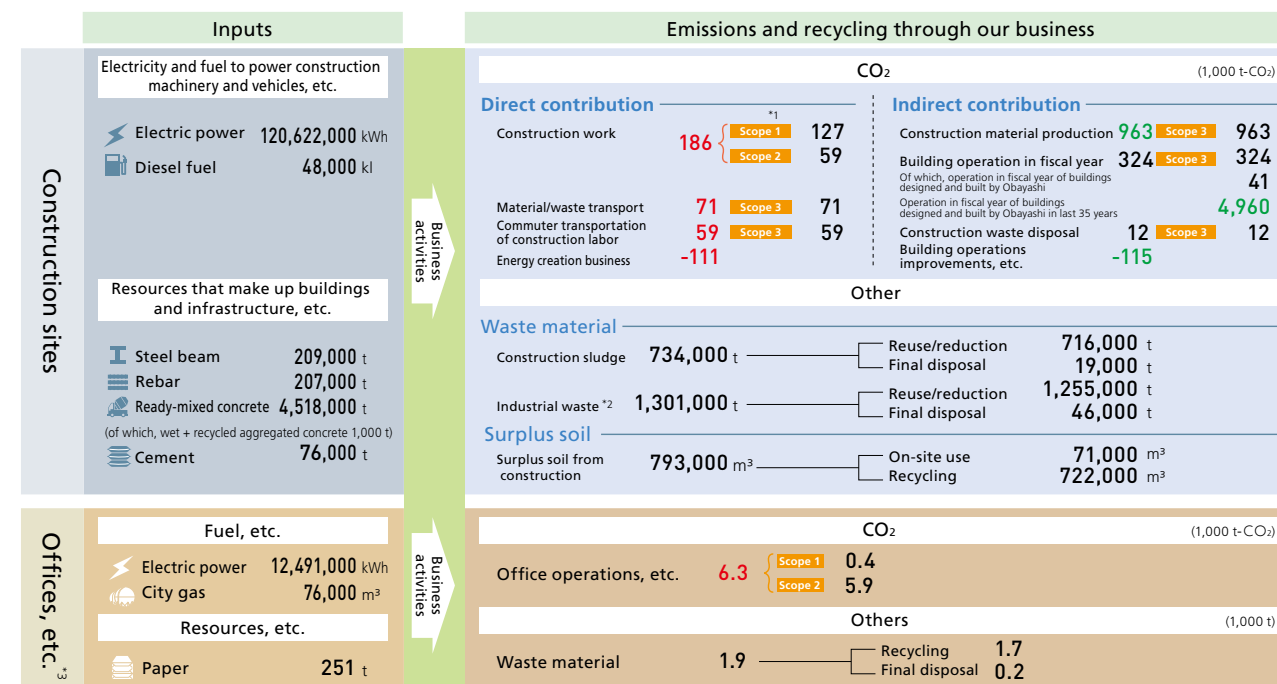 Inputs
Emissions and recycling through our business
Construction sites
Electricity and fuel to power construction
machinery and vehicles, etc.
Electric power 120,622,000 kWh
Diesel fuel 48,000 kl
Resources that make up buildings
and infrastructure, etc.
Steel beam 209,000 t
Rebar 207,000 t
Ready-mixed concrete 4,518,000 t
(of which, wet + recycled aggregated concrete 1,000 t)
Cement 76,000 t
Business
activities
CO₂ (1,000 t-CO₂)
Direct contribution
*1
Construction work 186 Scope 1 127
Scope 2 59
Material/waste transport 71 Scope 3 71
Commuter transportation
of construction labor 59 Scope 3 59
Energy creation business -111
Indirect contribution
Construction material production 963 Scope 3 963
Building operation in fiscal year 324 Scope 3 324
Of which, operation in fiscal year of buildings
designed and built by Obayashi 41
Operation in fiscal year of buildings
designed and built by Obayashi in last 35 years 4,960
Construction waste disposal 12 Scope 3 12
Building operations
improvements, etc. -115
Other
Waste material
Construction sludge 734,000 t
Reuse/reduction 716,000 t
Final disposal 19,000 t
Industrial waste *2 1,301,000 t
Reuse/reduction 1,255,000 t
Final disposal 46,000 t
Surplus soil
Surplus soil from
construction 793,000 m³
On-site use 71,000 m³
Recycling 722,000 m³
Offices, etc. *3
Fuel, etc.
Electric power 12,491,000 kWh
City gas 76,000 m³
Resources, etc.
Paper 251 t
Business
activities
CO₂ (1,000 t-CO₂)
Office operations, etc. 6.3 Scope 1 0.4
Scope 2 5.9
Others (1,000 t)
Waste material 1.9
Recycling 1.7
Final disposal 0.2